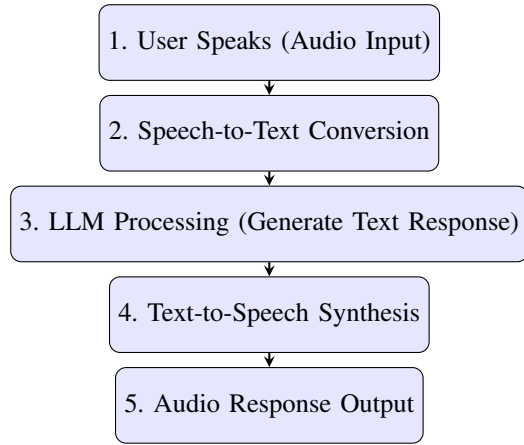 1. User Speaks (Audio Input)
2. Speech-to-Text Conversion
3. LLM Processing (Generate Text Response)
4. Text-to-Speech Synthesis
5. Audio Response Output